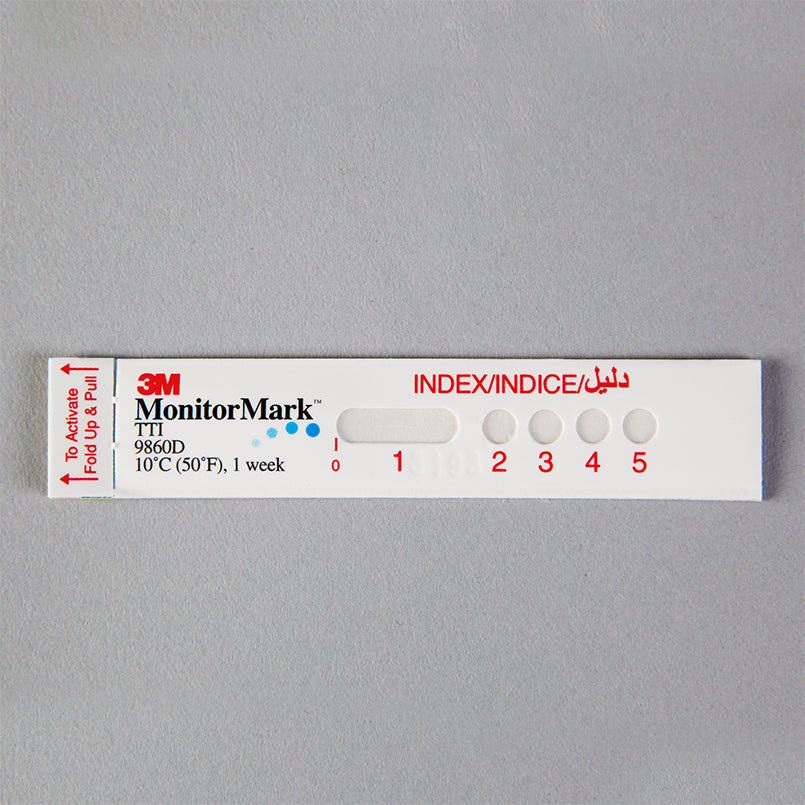 To Activate
Fold Up & Pull
3M
MonitorMark™
TTI
9860D
10°C (50°F), 1 week
INDEX/INDICE/دليل
0
1
3193
2 3 4 5